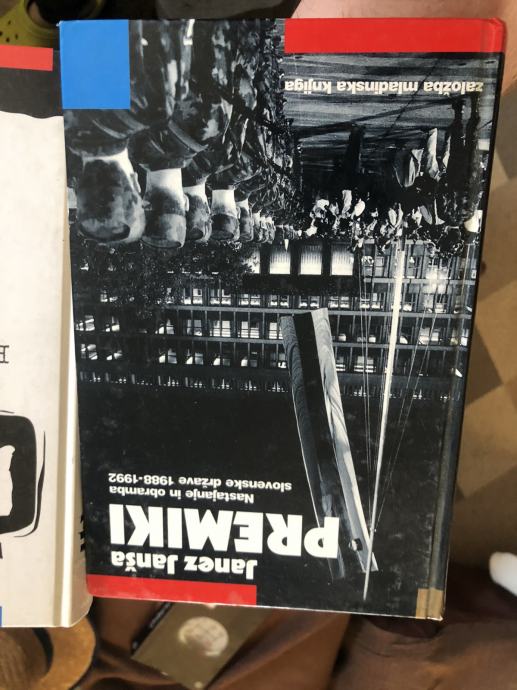 Janez Janša
PREMIKI
Nastajanje in obramba
slovenske države 1988-1992
založba mladinska knjiga